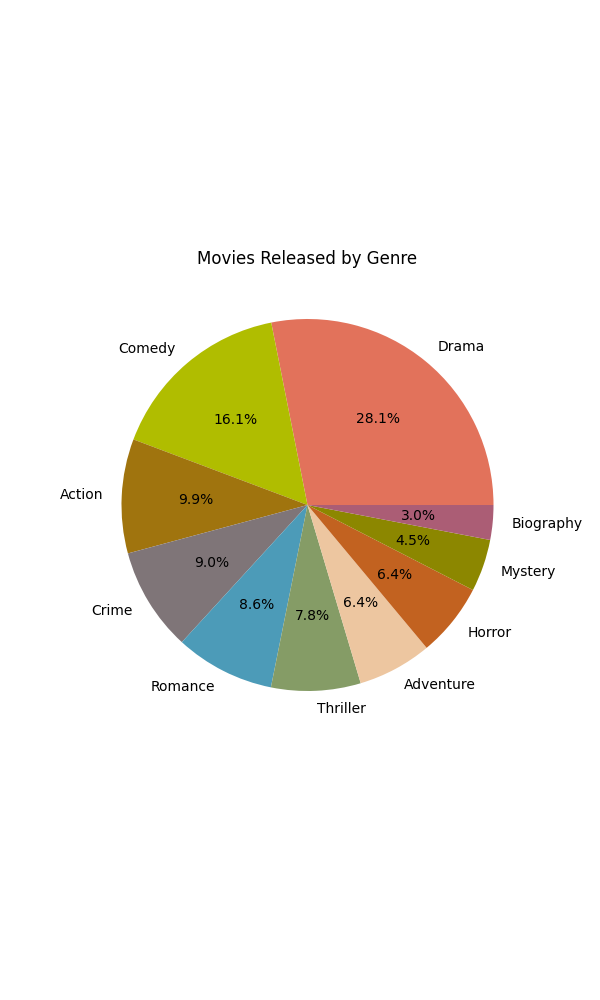 Movies Released by Genre
Drama
28.1%
Comedy
16.1%
Action
9.9%
Crime
9.0%
Romance
8.6%
Thriller
7.8%
Adventure
6.4%
Horror
6.4%
Mystery
4.5%
Biography
3.0%